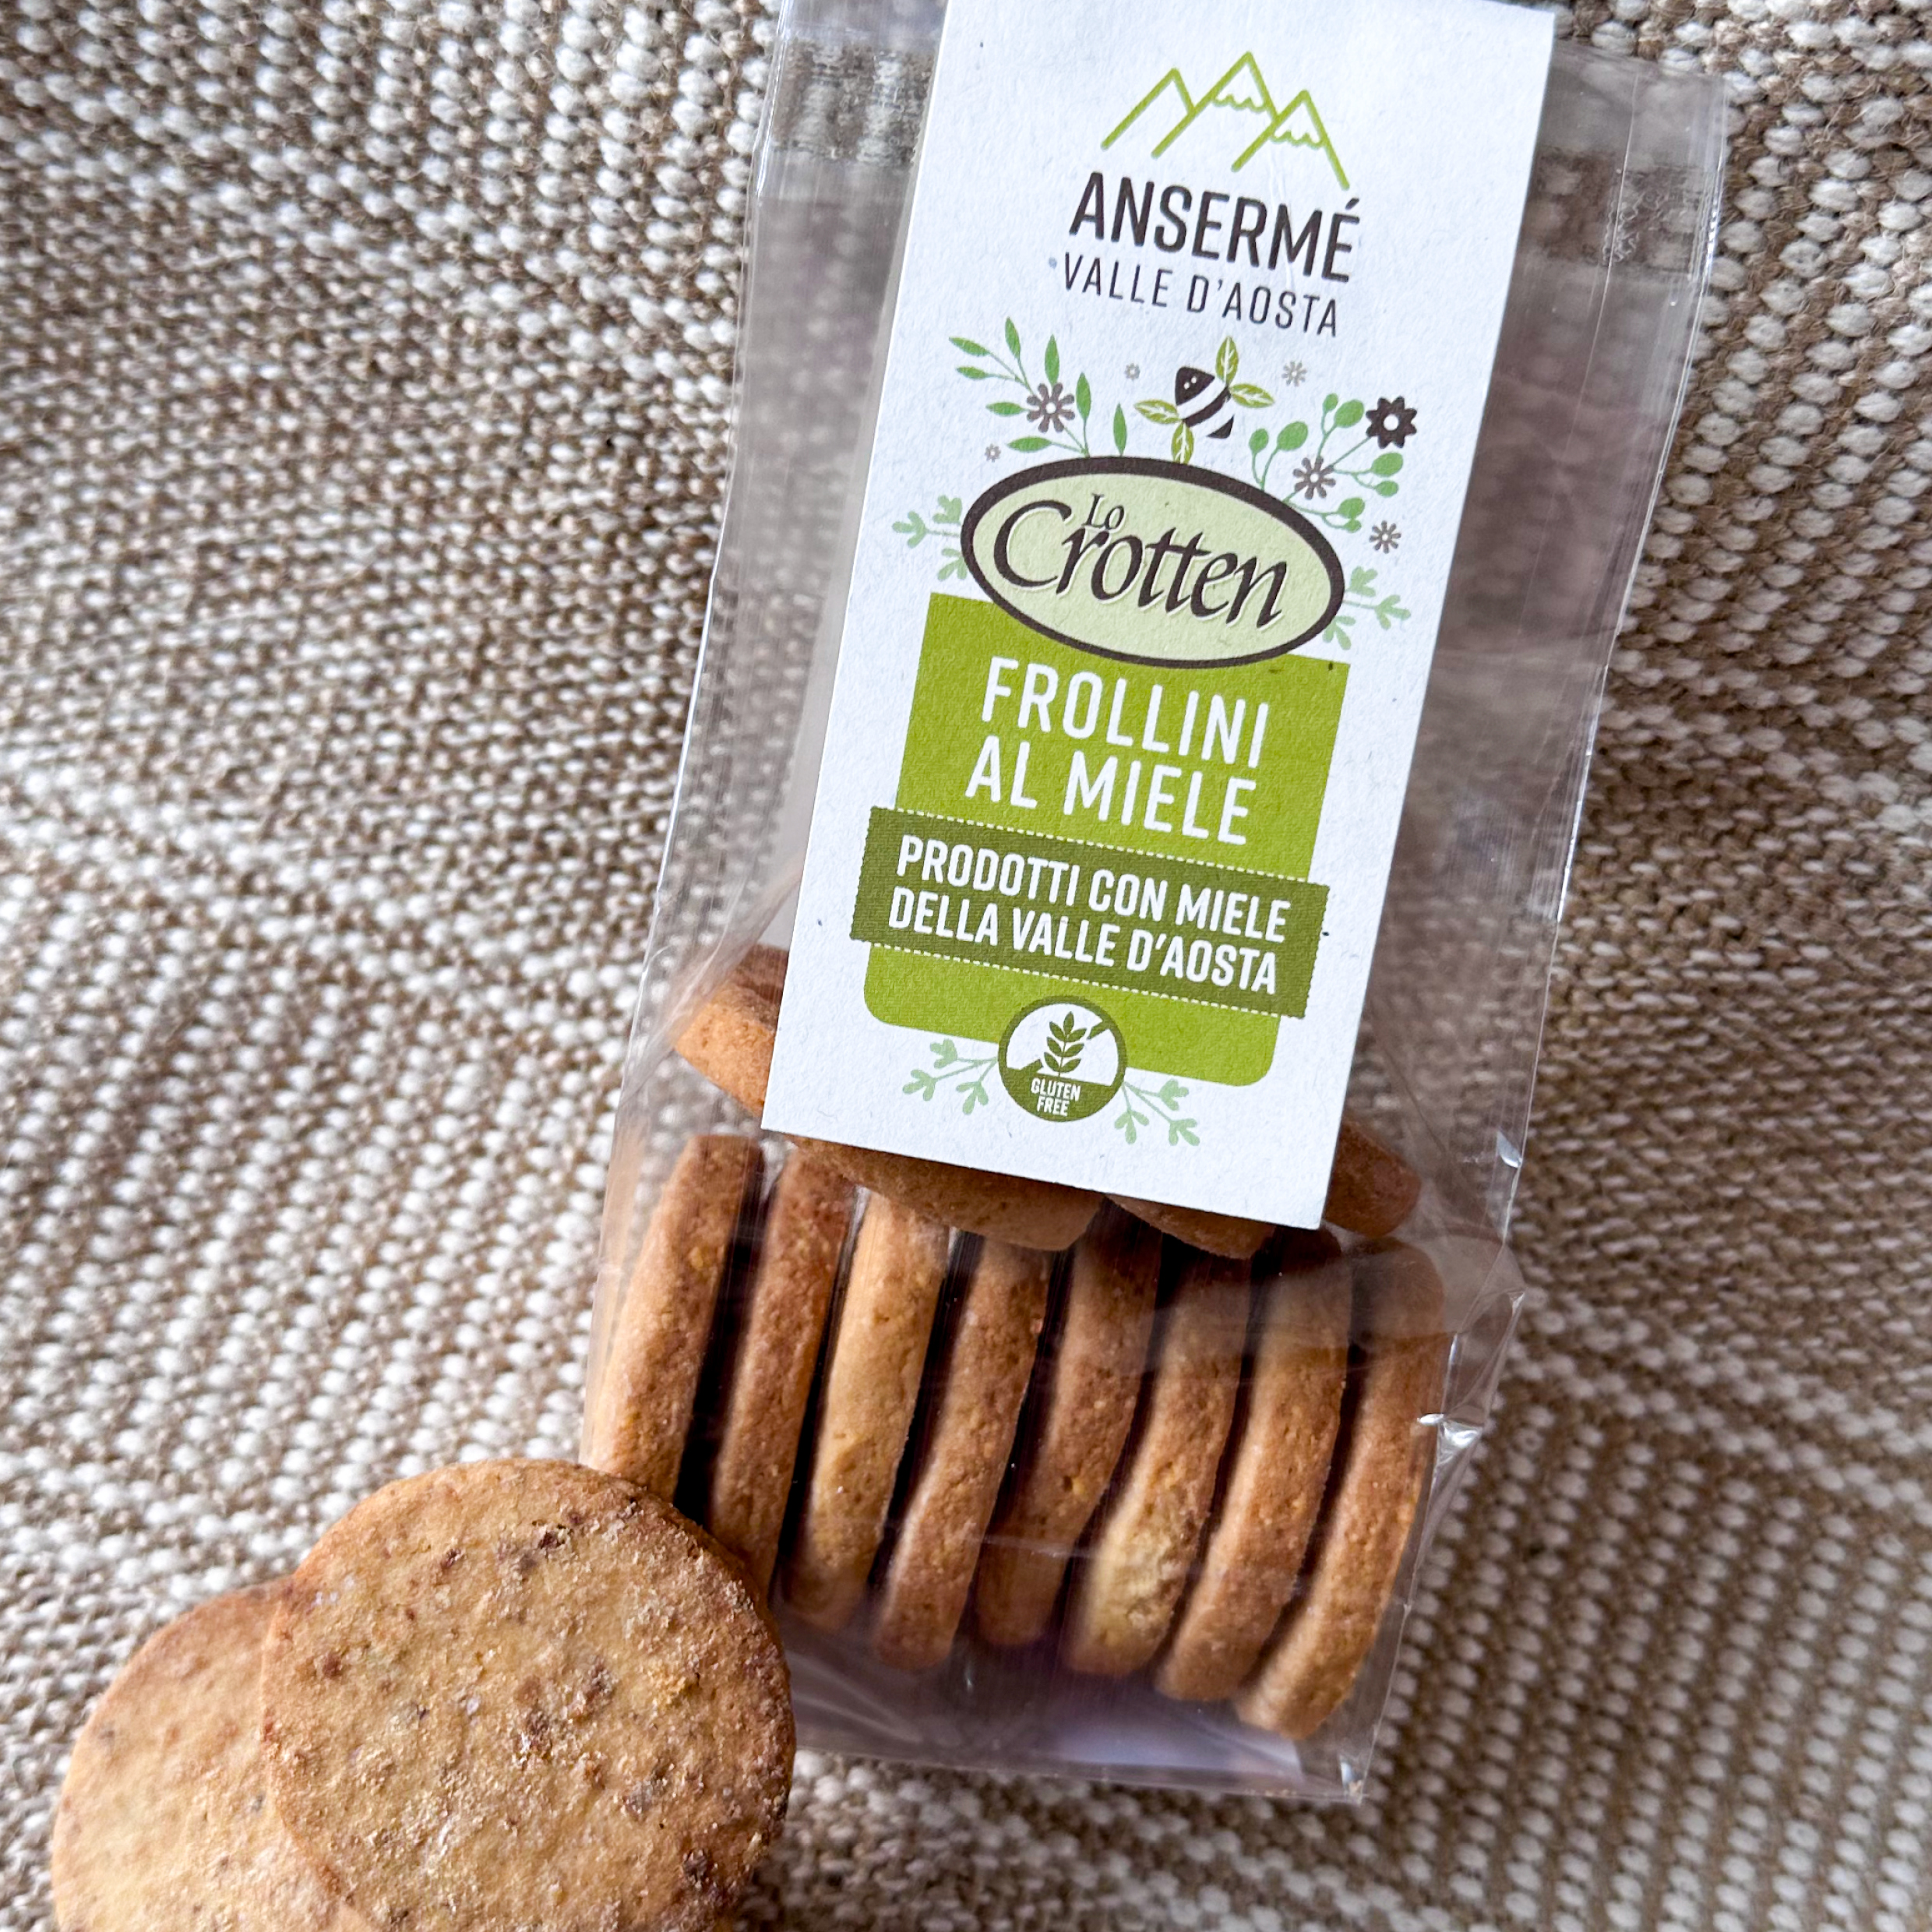 ANSERMÉ
VALLE D'AOSTA
Lo
Crotten
FROLLINI
AL MIELE
PRODOTTI CON MIELE
DELLA VALLE D'AOSTA
GLUTEN
FREE